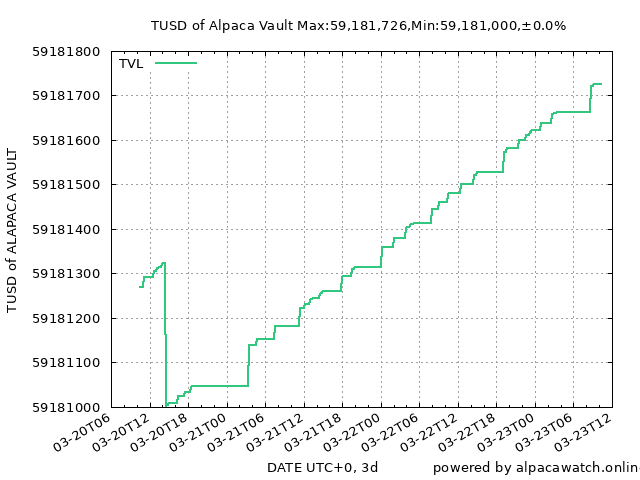 TUSD of Alpaca Vault Max:59,181,726,Min:59,181,000,±0.0%
TVL
59181800
59181700
59181600
59181500
59181400
59181300
59181200
59181100
59181000
TUSD of ALAPACA VAULT
03-20T06
03-20T12
03-20T18
03-21T00
03-21T06
03-21T12
03-21T18
03-22T00
03-22T06
03-22T12
03-22T18
03-23T00
03-23T06
03-23T12
DATE UTC+0, 3d
powered by alpacawatch.onlin